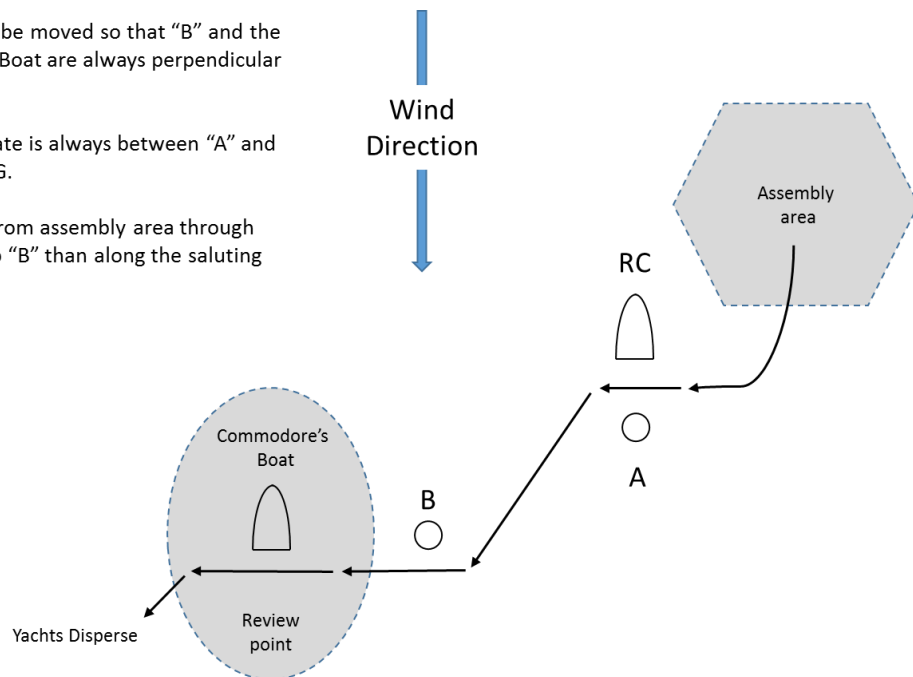 be moved so that “B” and the
Boat are always perpendicular
ate is always between “A” and
G.
rom assembly area through
“B” than along the saluting
Wind
Direction
Assembly
area
RC
A
Commodore’s
Boat
B
Review
point
Yachts Disperse